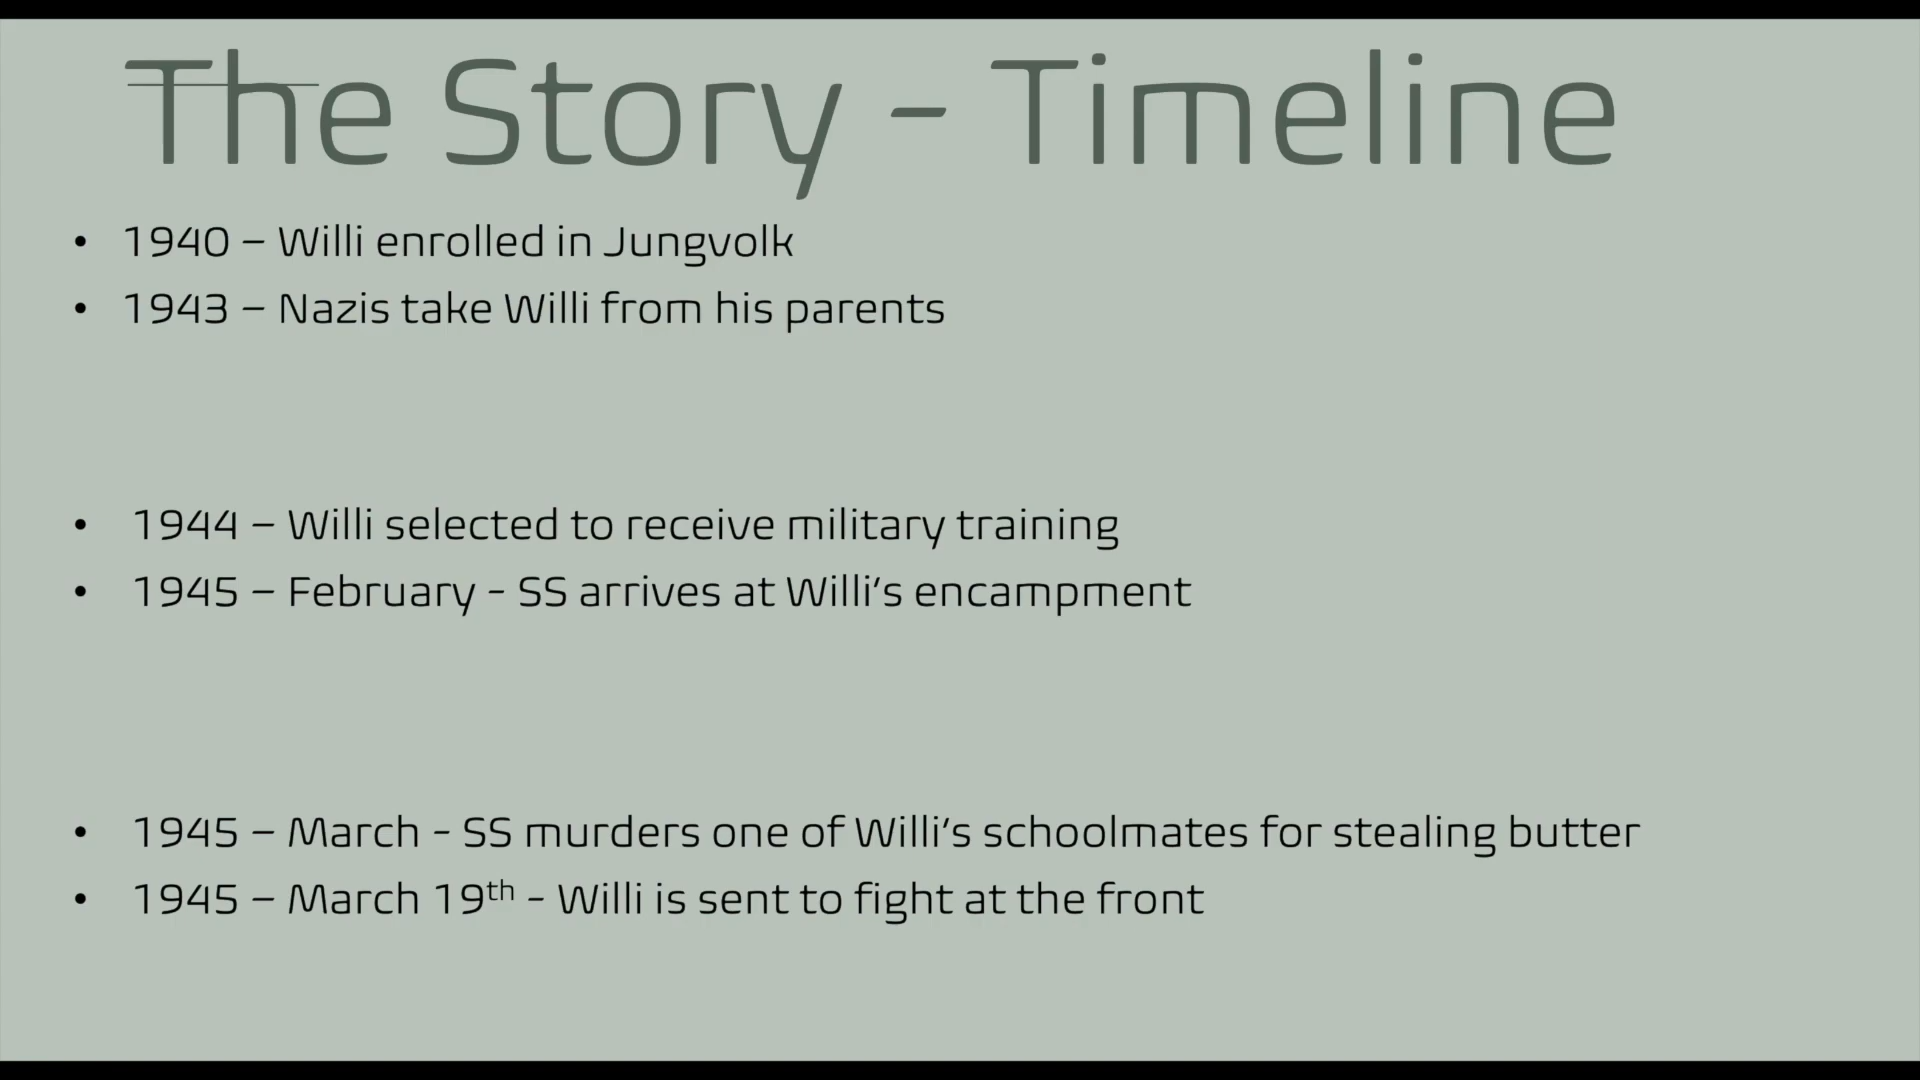 The Story - Timeline
• 1940 – Willi enrolled in Jungvolk
• 1943 – Nazis take Willi from his parents
• 1944 – Willi selected to receive military training
• 1945 – February - SS arrives at Willi's encampment
• 1945 – March - SS murders one of Willi's schoolmates for stealing butter
• 1945 – March 19th - Willi is sent to fight at the front